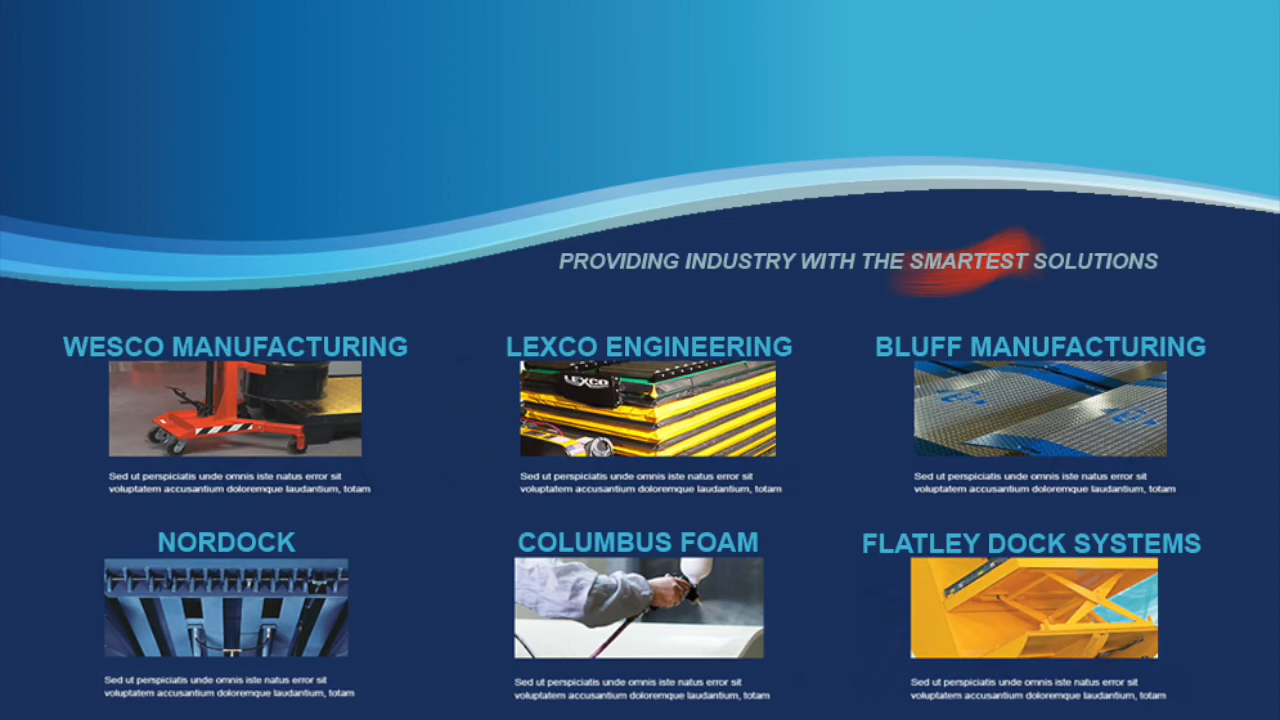 PROVIDING INDUSTRY WITH THE SMARTEST SOLUTIONS
WESCO MANUFACTURING
LEXCO ENGINEERING
BLUFF MANUFACTURING
LEXCO
Sed ut perspiciatis unde omnis iste natus error sit
voluptatem accusantium doloremque laudantium, totam
Sed ut perspiciatis unde omnis iste natus error sit
voluptatem accusantium doloremque laudantium, totam
Sed ut perspiciatis unde omnis iste natus error sit
voluptatem accusantium doloremque laudantium, totam
NORDOCK
COLUMBUS FOAM
FLATLEY DOCK SYSTEMS
Sed ut perspiciatis unde omnis iste natus error sit
voluptatem accusantium doloremque laudantium, totam
Sed ut perspiciatis unde omnis iste natus error sit
voluptatem accusantium doloremque laudantium, totam
Sed ut perspiciatis unde omnis iste natus error sit
voluptatem accusantium doloremque laudantium, totam